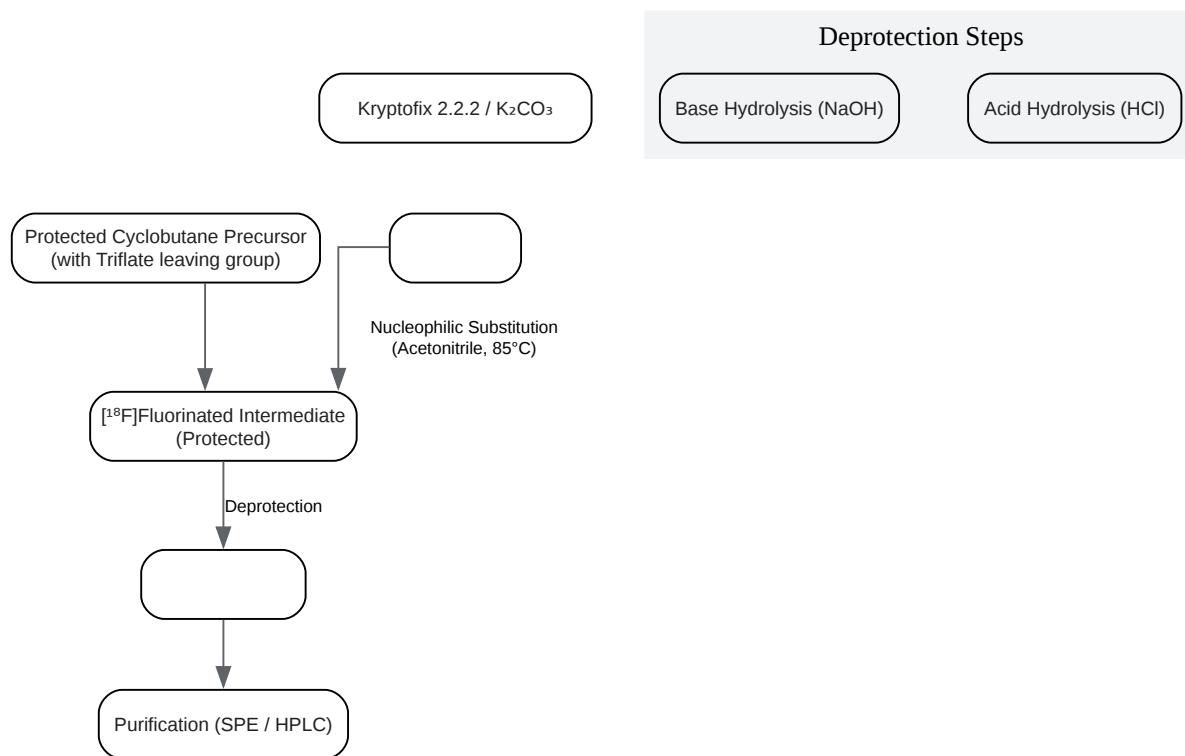 Deprotection Steps
Kryptofix 2.2.2 / K₂CO₃
Base Hydrolysis (NaOH)
Acid Hydrolysis (HCl)
Protected Cyclobutane Precursor
(with Triflate leaving group)
Nucleophilic Substitution
(Acetonitrile, 85°C)
[¹⁸F]Fluorinated Intermediate
(Protected)
Deprotection
Purification (SPE / HPLC)